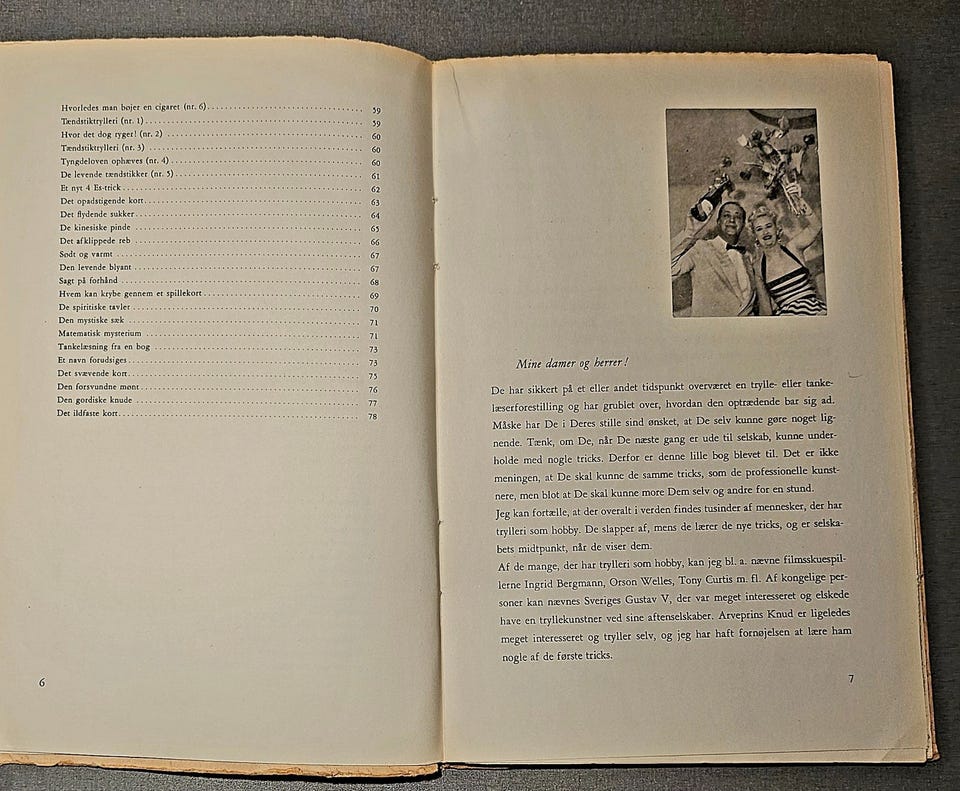 Hvorledes man bøjer en cigaret (nr. 6) 59
Tændstiktrylleri (nr. 1) 59
Hvor det dog ryger! (nr. 2) 60
Tændstiktrylleri (nr. 3) 60
Tyngdeloven ophæves (nr. 4) 60
De levende tændstikker (nr. 5) 61
Et nyt 4 Es-trick 62
Det opadstigende kort 63
Det flydende sukker 64
De kinesiske pinde 65
Det afklippede reb 66
Sødt og varmt 67
Den levende blyant 67
Sagt på forhånd 68
Hvem kan krybe gennem et spillekort 69
De spiritiske tavler 70
Den mystiske sæk 71
Matematisk mysterium 71
Tankelæsning fra en bog 73
Et navn forudsiges 73
Det svævende kort 75
Den forsvundne mønt 76
Den gordiske knude 77
Det ildfaste kort 78
6
Mine damer og herrer!
De har sikkert på et eller andet tidspunkt overværet en trylle- eller tanke-
læserforestilling og har grublet over, hvordan den optrædende bar sig ad.
Måske har De i Deres stille sind ønsket, at De selv kunne gøre noget lig-
nende. Tænk, om De, når De næste gang er ude til selskab, kunne under-
holde med nogle tricks. Derfor er denne lille bog blevet til. Det er ikke
meningen, at De skal kunne de samme tricks, som de professionelle kunst-
nere, men blot at De skal kunne more Dem selv og andre for en stund.
Jeg kan fortælle, at der overalt i verden findes tusinder af mennesker, der har
trylleri som hobby. De slapper af, mens de lærer de nye tricks, og er selska-
bets midtpunkt, når de viser dem.
Af de mange, der har trylleri som hobby, kan jeg bl. a. nævne filmsskuespil-
lerne Ingrid Bergmann, Orson Welles, Tony Curtis m. fl. Af kongelige per-
soner kan nævnes Sveriges Gustav V, der var meget interesseret og elskede
have en tryllekunstner ved sine aftenselskaber. Arveprins Knud er ligeledes
meget interesseret og tryller selv, og jeg har haft fornøjelsen at lære ham
nogle af de første tricks.
7